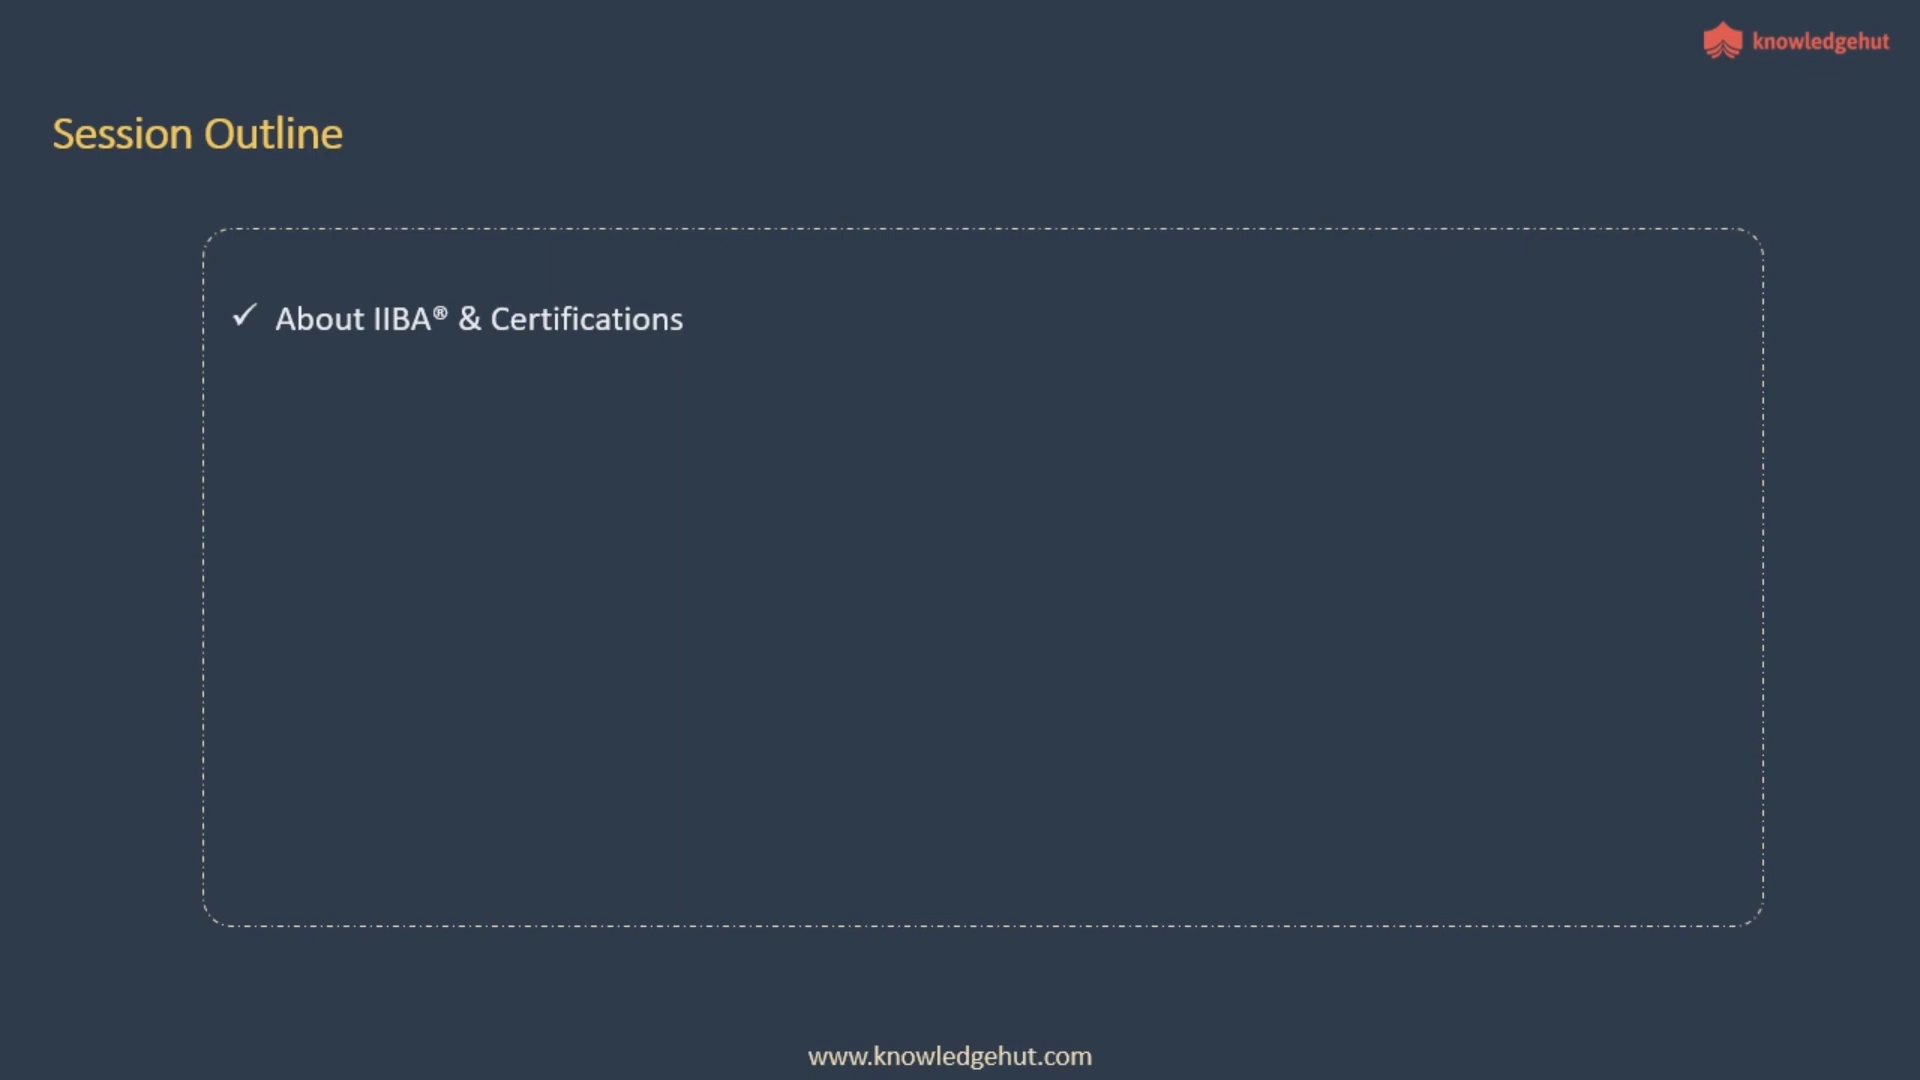 knowledgehut
Session Outline
✓ About IIBA® & Certifications
www.knowledgehut.com